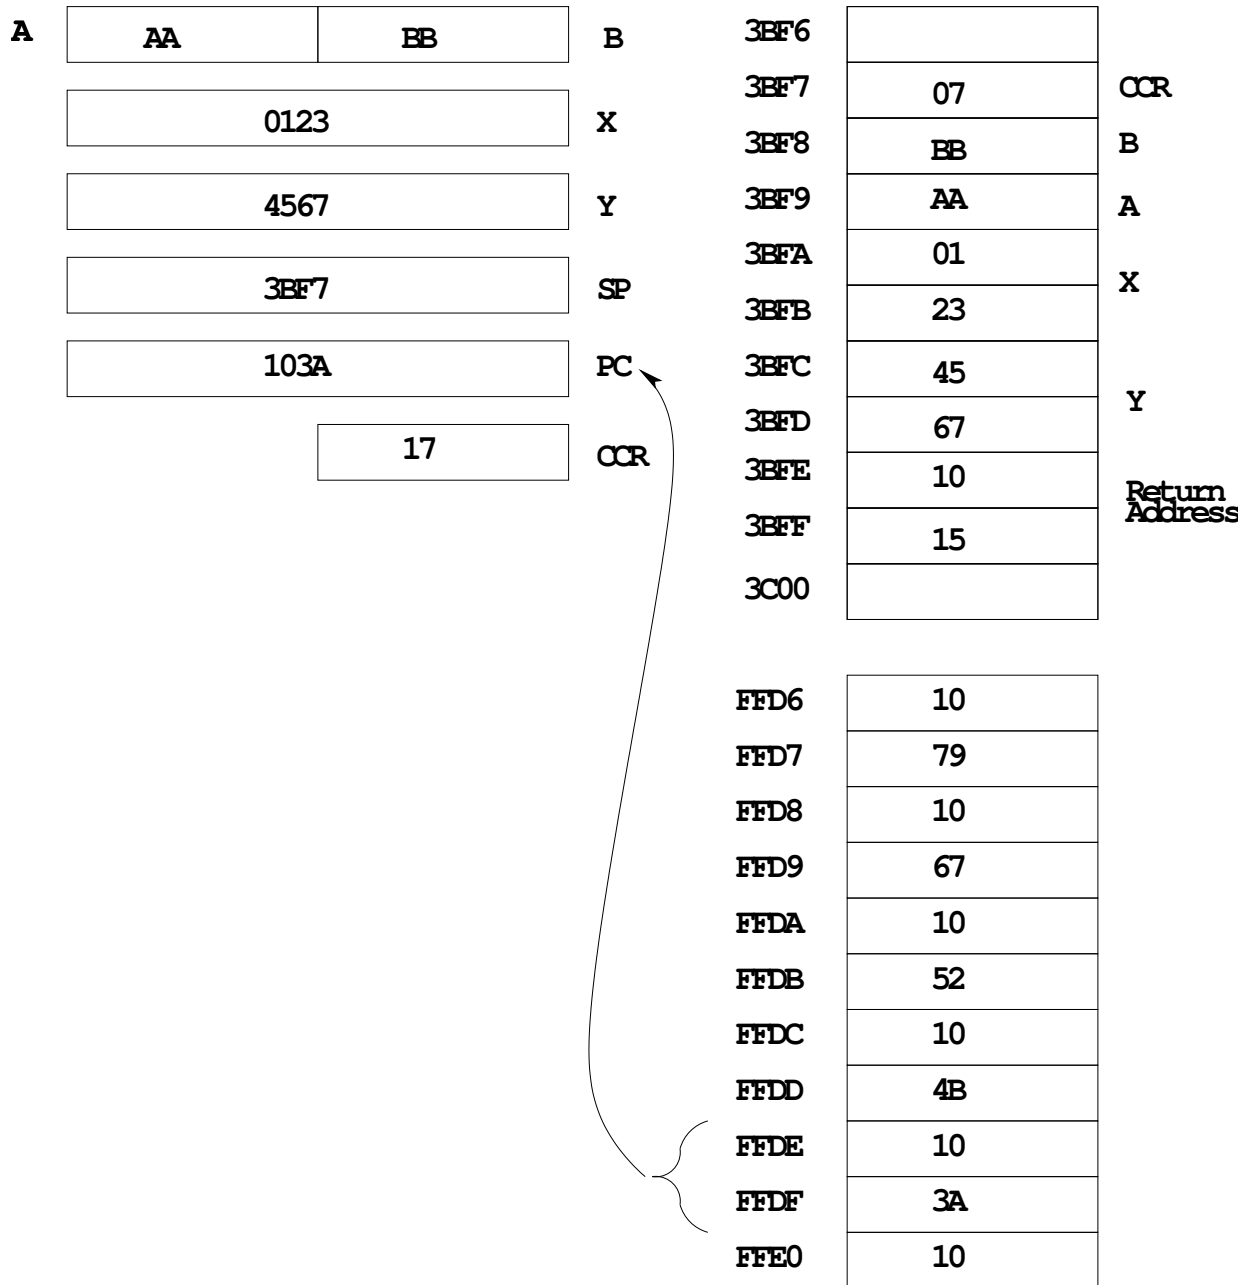 A AA BB B
0123 X
4567 Y
3BF7 SP
103A PC
17 CCR
3BF6
3BF7 07 CCR
3BF8 BB B
3BF9 AA A
3BFA 01
X
3BFB 23
3BFC 45
Y
3BFD 67
3BFE 10
Return
Address
3BFF 15
3C00
FFD6 10
FFD7 79
FFD8 10
FFD9 67
FFDA 10
FFDB 52
FFDC 10
FFDD 4B
FFDE 10
FFDF 3A
FFE0 10